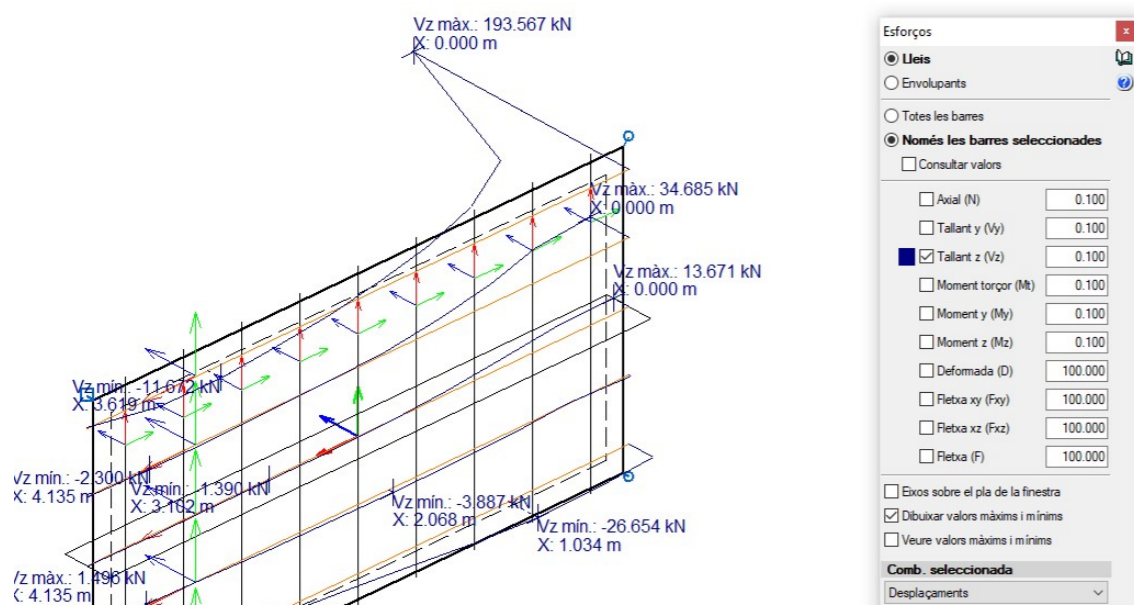 Vz màx.: 193.567 kN
X: 0.000 m
Vz màx.: 34.685 kN
X: 0.000 m
Vz màx.: 13.671 kN
X: 0.000 m
Vz mín.: -11.672 kN
X: 3.619 m
Vz mín.: -2.300 kN
X: 4.135 m
Vz mín.: -1.390 kN
X: 3.102 m
Vz mín.: -3.887 kN
X: 2.068 m
Vz mín.: -26.654 kN
X: 1.034 m
Vz màx.: 1.496 kN
X: 4.135 m
Esforços
Lleis
Envolupants
Totes les barres
Només les barres seleccionades
Consultar valors
Axial (N) 0.100
Tallant y (Vy) 0.100
Tallant z (Vz) 0.100
Moment torçor (Mt) 0.100
Moment y (My) 0.100
Moment z (Mz) 0.100
Deformada (D) 100.000
Fletxa xy (Fxy) 100.000
Fletxa xz (Fxz) 100.000
Fletxa (F) 100.000
Eixos sobre el pla de la finestra
Dibuixar valors màxims i mínims
Veure valors màxims i mínims
Comb. seleccionada
Desplaçaments